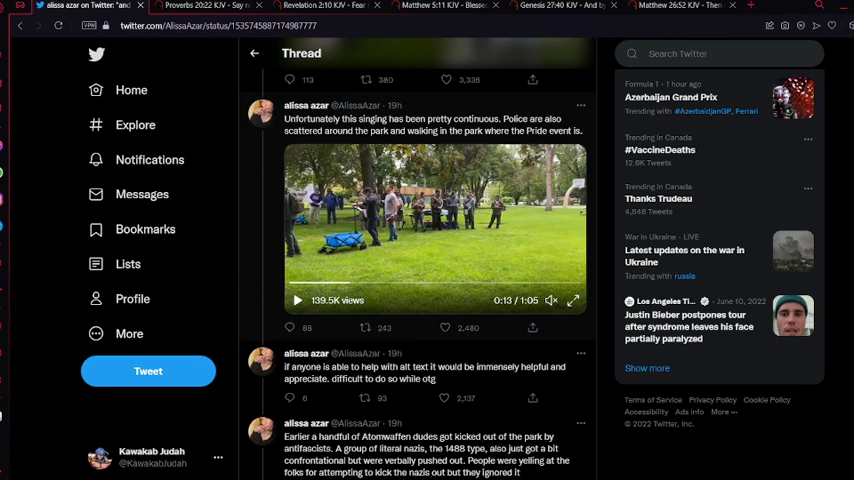 alissa azar on Twitter: "and
Proverbs 20:22 KJV - Say n
Revelation 2:10 KJV - Fear
Matthew 5:11 KJV - Blesse
Genesis 27:40 KJV - And by
Matthew 26:52 KJV - Then
VPN
twitter.com/AlissaAzar/status/1535745887174987777
Home
Explore
Notifications
Messages
Bookmarks
Lists
Profile
More
Tweet
Kawakab Judah
@KawakabJudah
Thread
113 380 3,336
alissa azar @AlissaAzar · 19h
Unfortunately this singing has been pretty continuous. Police are also
scattered around the park and walking in the park where the Pride event is.
139.5K views 0:13 / 1:05
88 243 2,480
alissa azar @AlissaAzar · 19h
if anyone is able to help with alt text it would be immensely helpful and
appreciate. difficult to do so while otg
6 93 2,137
alissa azar @AlissaAzar · 19h
Earlier a handful of Atomwaffen dudes got kicked out of the park by
antifascists. A group of literal nazis, the 1488 type, also just got a bit
confrontational but were verbally pushed out. People were yelling at the
folks for attempting to kick the nazis out but they ignored it
Search Twitter
Formula 1 · 1 hour ago
Azerbaijan Grand Prix
Trending with #AzerbaidjanGP, Ferrari
Trending in Canada
#VaccineDeaths
12.6K Tweets
Trending in Canada
Thanks Trudeau
4,848 Tweets
War in Ukraine · LIVE
Latest updates on the war in
Ukraine
Trending with russia
Los Angeles Ti... · June 10, 2022
Justin Bieber postpones tour
after syndrome leaves his face
partially paralyzed
Show more
Terms of Service Privacy Policy Cookie Policy
Accessibility Ads info More ···
© 2022 Twitter, Inc.